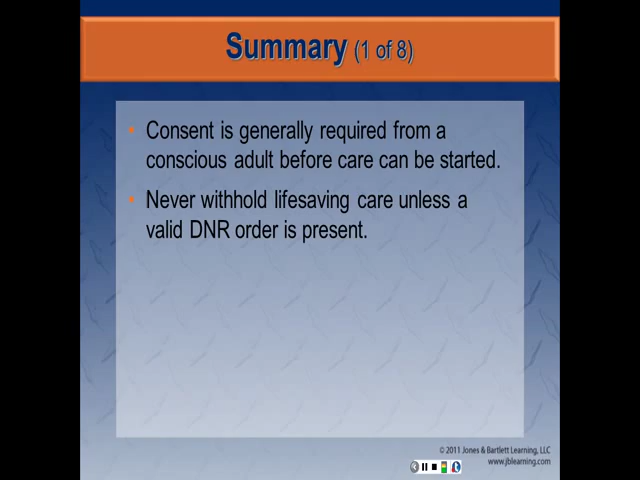 Summary (1 of 8)
• Consent is generally required from a
conscious adult before care can be started.
• Never withhold lifesaving care unless a
valid DNR order is present.
© 2011 Jones & Bartlett Learning, LLC
www.jblearning.com